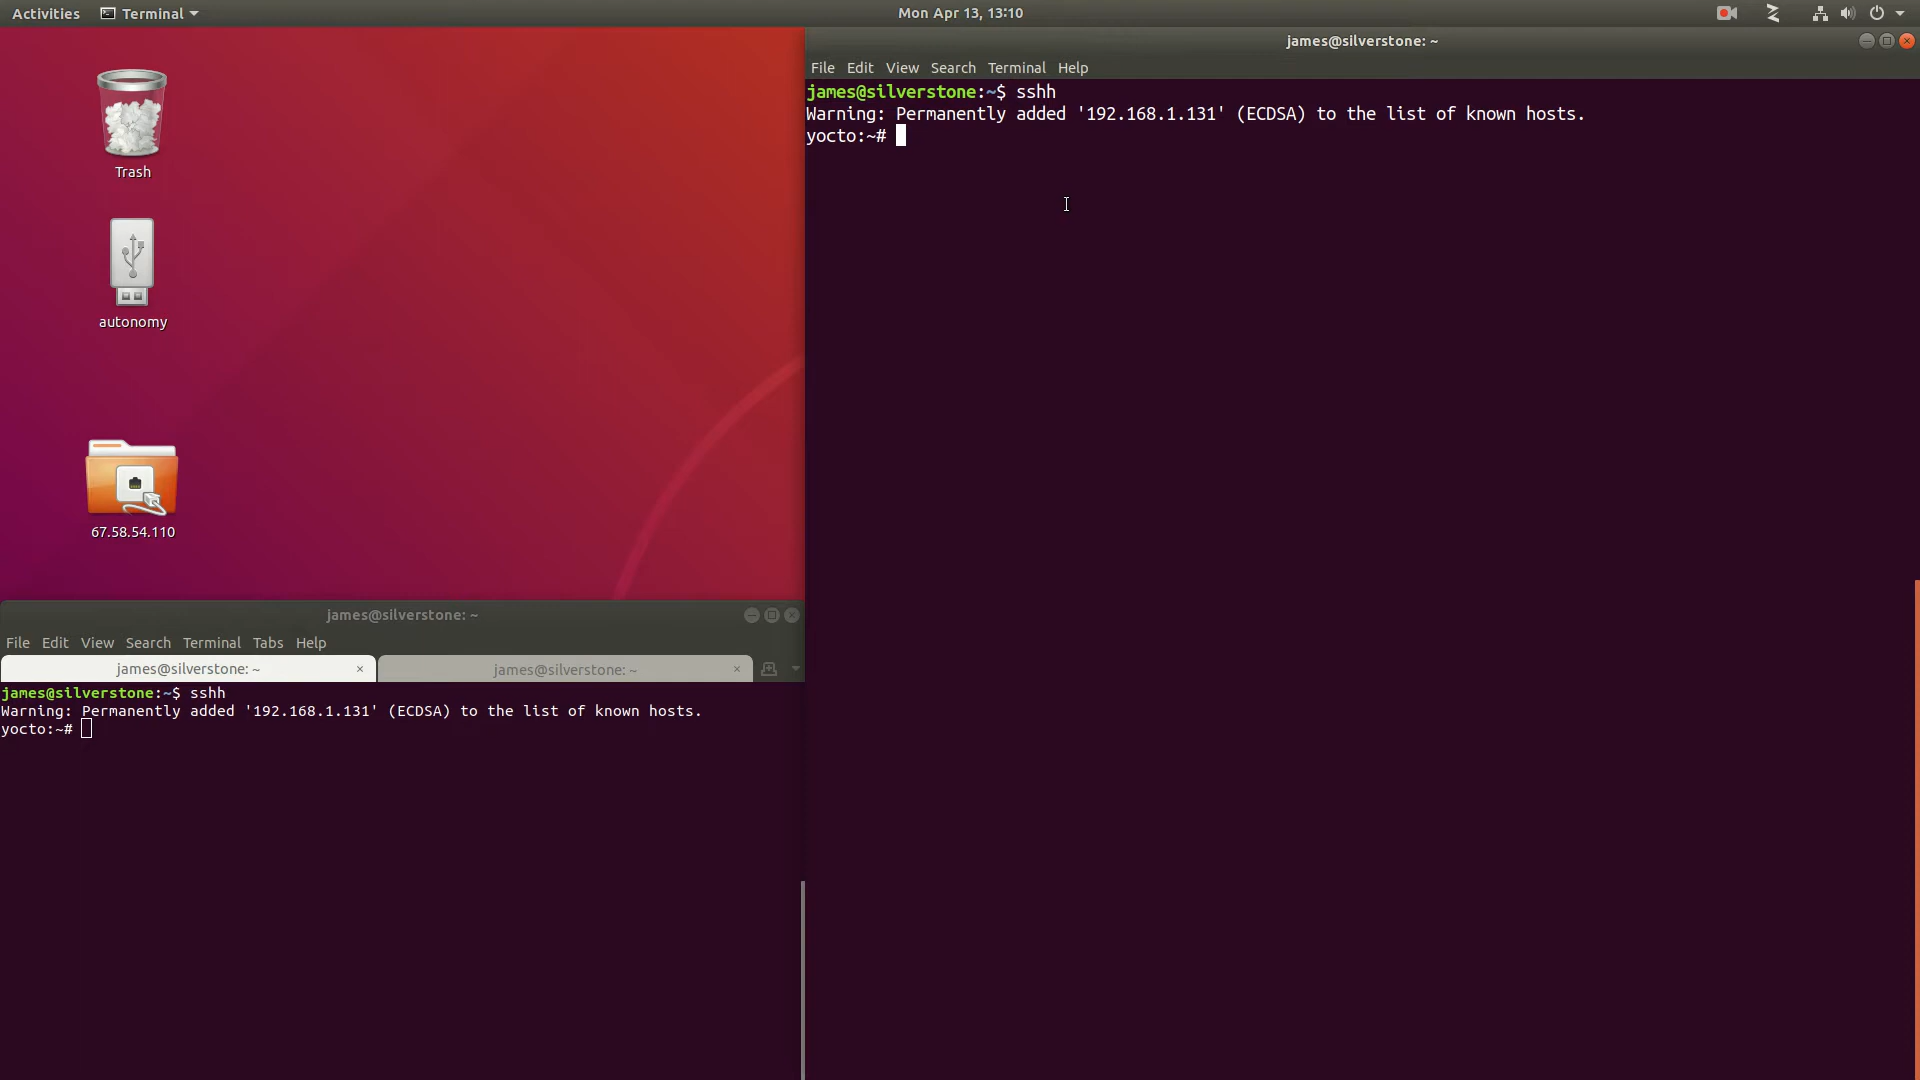 Activities Terminal Mon Apr 13, 13:10
Trash
autonomy
67.58.54.110
james@silverstone: ~
File Edit View Search Terminal Help
james@silverstone:~$ sshh
Warning: Permanently added '192.168.1.131' (ECDSA) to the list of known hosts.
yocto:~#
james@silverstone: ~
File Edit View Search Terminal Tabs Help
james@silverstone: ~ × james@silverstone: ~ ×
james@silverstone:~$ sshh
Warning: Permanently added '192.168.1.131' (ECDSA) to the list of known hosts.
yocto:~#